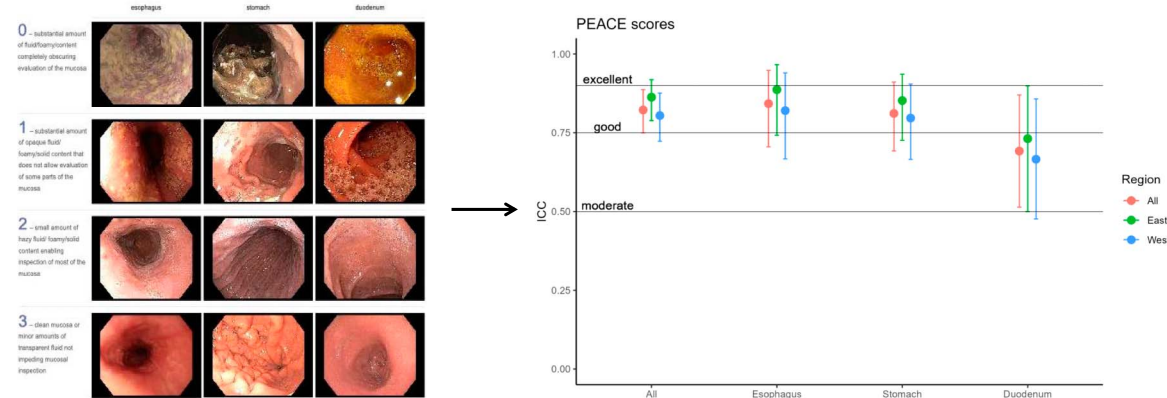 esophagus stomach duodenum
0 – substantial amount
of fluid/foamy/content
completely obscuring
evaluation of the mucosa
1 – substantial amount
of opaque fluid/
foamy/solid content that
does not allow evaluation
of some parts of the
mucosa
2 – small amount of
hazy fluid/ foamy/solid
content enabling
inspection of most of the
mucosa
3 – clean mucosa or
minor amounts of
transparent fluid not
impeding mucosal
inspection
PEACE scores
1.00
excellent
0.75
good
0.50
moderate
0.25
0.00
ICC
All Esophagus Stomach Duodenum
Region
All
East
Wes